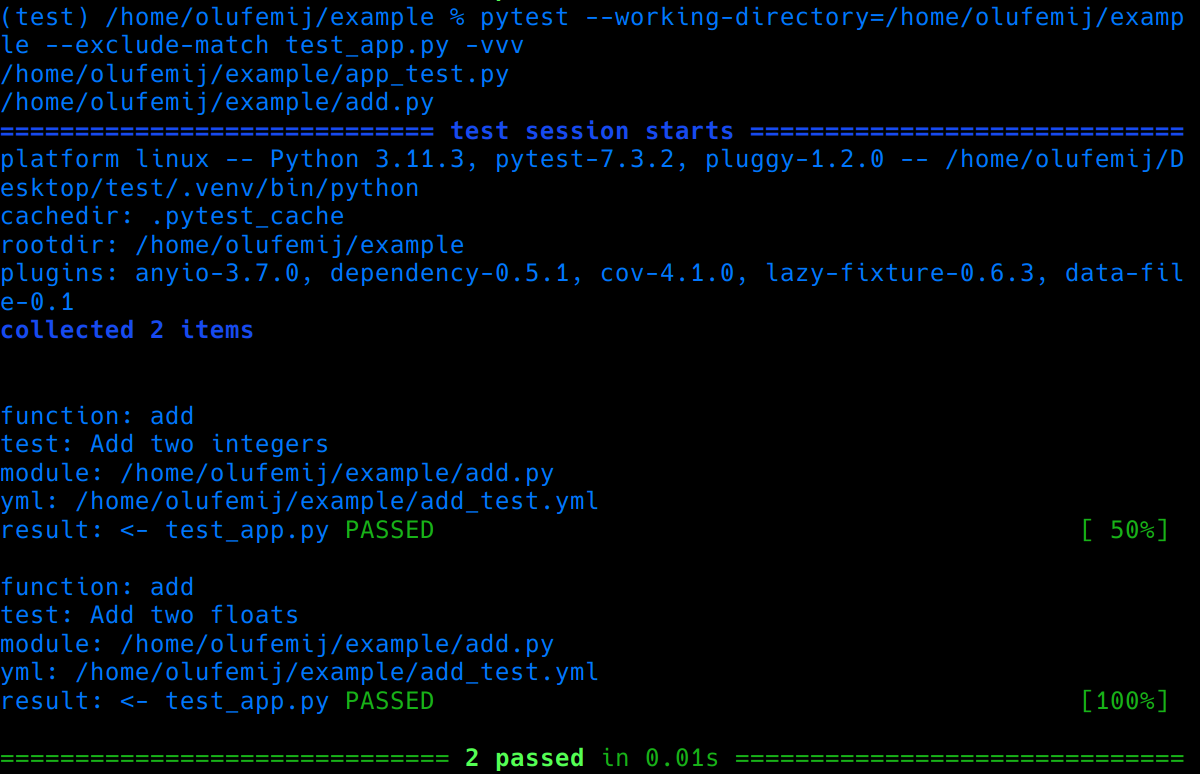 (test) /home/olufemij/example % pytest --working-directory=/home/olufemij/examp
le --exclude-match test_app.py -vvv
/home/olufemij/example/app_test.py
/home/olufemij/example/add.py
============================= test session starts =============================
platform linux -- Python 3.11.3, pytest-7.3.2, pluggy-1.2.0 -- /home/olufemij/D
esktop/test/.venv/bin/python
cachedir: .pytest_cache
rootdir: /home/olufemij/example
plugins: anyio-3.7.0, dependency-0.5.1, cov-4.1.0, lazy-fixture-0.6.3, data-fil
e-0.1
collected 2 items
function: add
test: Add two integers
module: /home/olufemij/example/add.py
yml: /home/olufemij/example/add_test.yml
result: <- test_app.py PASSED [ 50%]
function: add
test: Add two floats
module: /home/olufemij/example/add.py
yml: /home/olufemij/example/add_test.yml
result: <- test_app.py PASSED [100%]
============================== 2 passed in 0.01s ==============================